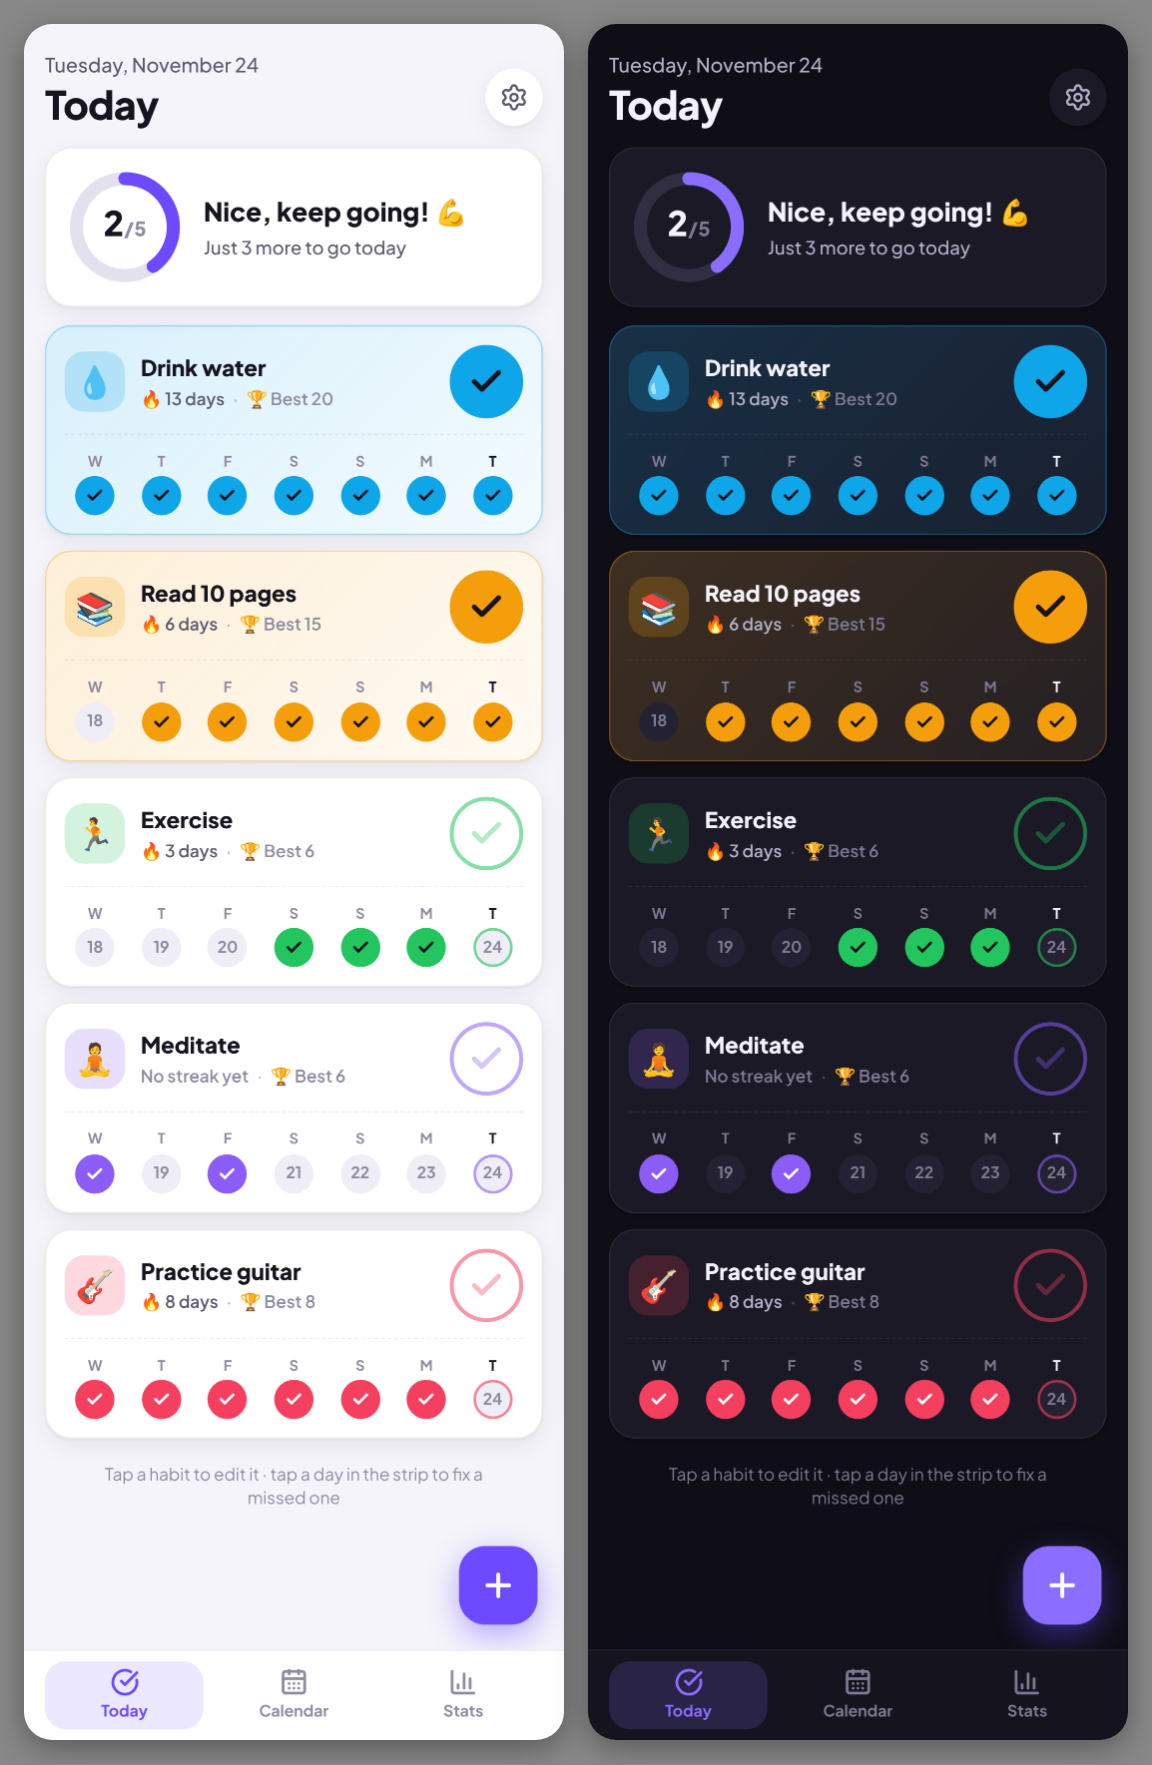 Tuesday, November 24
Today
2/5
Nice, keep going! 💪
Just 3 more to go today
Drink water
🔥 13 days · 🏆 Best 20
W T F S S M T
Read 10 pages
🔥 6 days · 🏆 Best 15
W T F S S M T
18
Exercise
🔥 3 days · 🏆 Best 6
W T F S S M T
18 19 20 24
Meditate
No streak yet · 🏆 Best 6
W T F S S M T
19 21 22 23 24
Practice guitar
🔥 8 days · 🏆 Best 8
W T F S S M T
24
Tap a habit to edit it · tap a day in the strip to fix a
missed one
Today Calendar Stats
Tuesday, November 24
Today
2/5
Nice, keep going! 💪
Just 3 more to go today
Drink water
🔥 13 days · 🏆 Best 20
W T F S S M T
Read 10 pages
🔥 6 days · 🏆 Best 15
W T F S S M T
18
Exercise
🔥 3 days · 🏆 Best 6
W T F S S M T
18 19 20 24
Meditate
No streak yet · 🏆 Best 6
W T F S S M T
19 21 22 23 24
Practice guitar
🔥 8 days · 🏆 Best 8
W T F S S M T
24
Tap a habit to edit it · tap a day in the strip to fix a
missed one
Today Calendar Stats